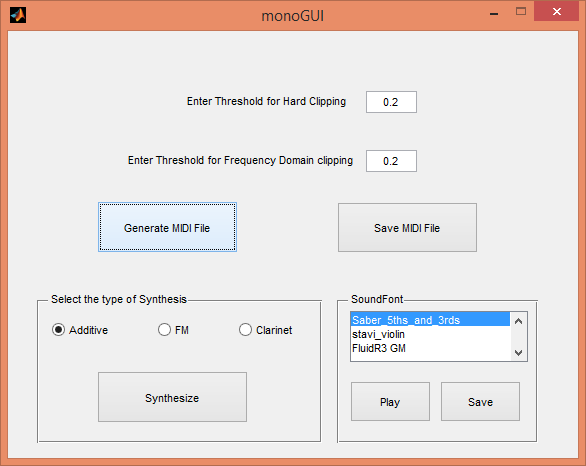 monoGUI
Enter Threshold for Hard Clipping 0.2
Enter Threshold for Frequency Domain clipping 0.2
Generate MIDI File Save MIDI File
Select the type of Synthesis
Additive FM Clarinet
Synthesize
SoundFont
Saber_5ths_and_3rds
stavi_violin
FluidR3 GM
Play Save